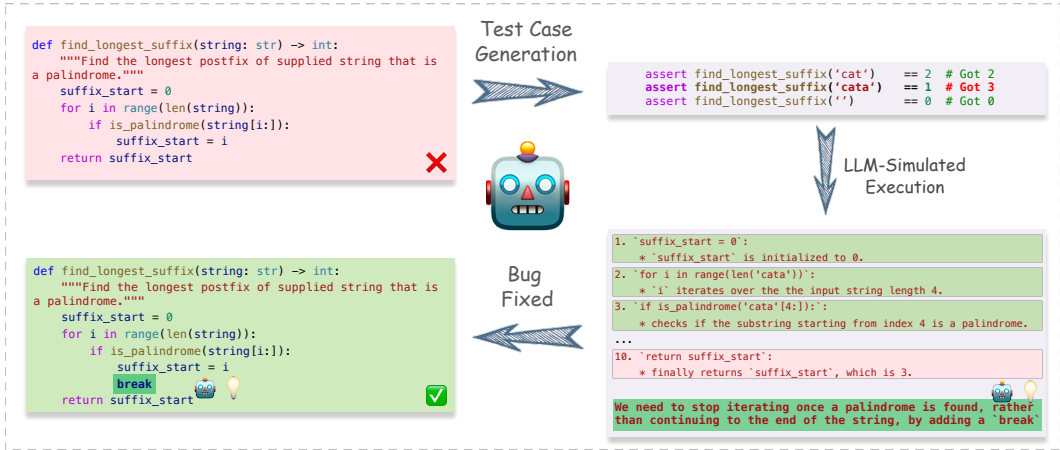 def find_longest_suffix(string: str) -> int:
    """Find the longest postfix of supplied string that is
a palindrome."""
    suffix_start = 0
    for i in range(len(string)):
        if is_palindrome(string[i:]):
            suffix_start = i
    return suffix_start
Test Case
Generation
assert find_longest_suffix(‘cat‘) == 2 # Got 2
assert find_longest_suffix(‘cata‘) == 1 # Got 3
assert find_longest_suffix(‘’) == 0 # Got 0
LLM-Simulated
Execution
1. `suffix_start = 0`:
    * `suffix_start` is initialized to 0.
2. `for i in range(len('cata'))`:
    * `i` iterates over the the input string length 4.
3. `if is_palindrome('cata'[4:]):`:
    * checks if the substring starting from index 4 is a palindrome.
...
10. `return suffix_start`:
    * finally returns `suffix_start`, which is 3.
We need to stop iterating once a palindrome is found, rather
than continuing to the end of the string, by adding a `break`
Bug
Fixed
def find_longest_suffix(string: str) -> int:
    """Find the longest postfix of supplied string that is
a palindrome."""
    suffix_start = 0
    for i in range(len(string)):
        if is_palindrome(string[i:]):
            suffix_start = i
            break
    return suffix_start